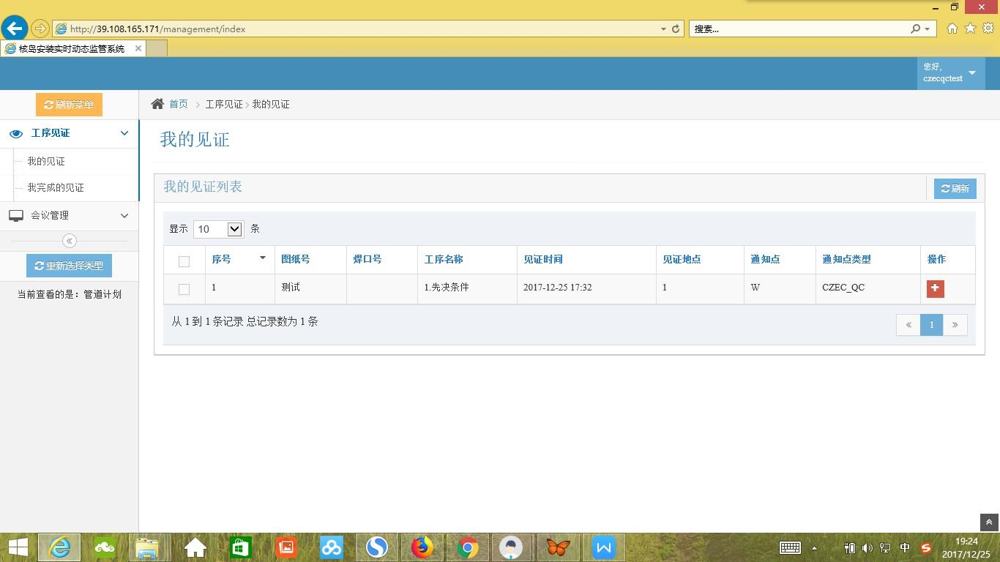 http://39.108.165.171/management/index
搜索...
核岛安装实时动态监管系统
您好,
czecqctest
刷新菜单
首页 > 工序见证 > 我的见证
工序见证
我的见证
我完成的见证
会议管理
重新选择类型
当前查看的是：管道计划
我的见证
我的见证列表
刷新
显示 10 条
序号 图纸号 焊口号 工序名称 见证时间 见证地点 通知点 通知点类型 操作
1 测试 1.先决条件 2017-12-25 17:32 1 W CZEC_QC
从 1 到 1 条记录 总记录数为 1 条
« 1 »
中
19:24
2017/12/25